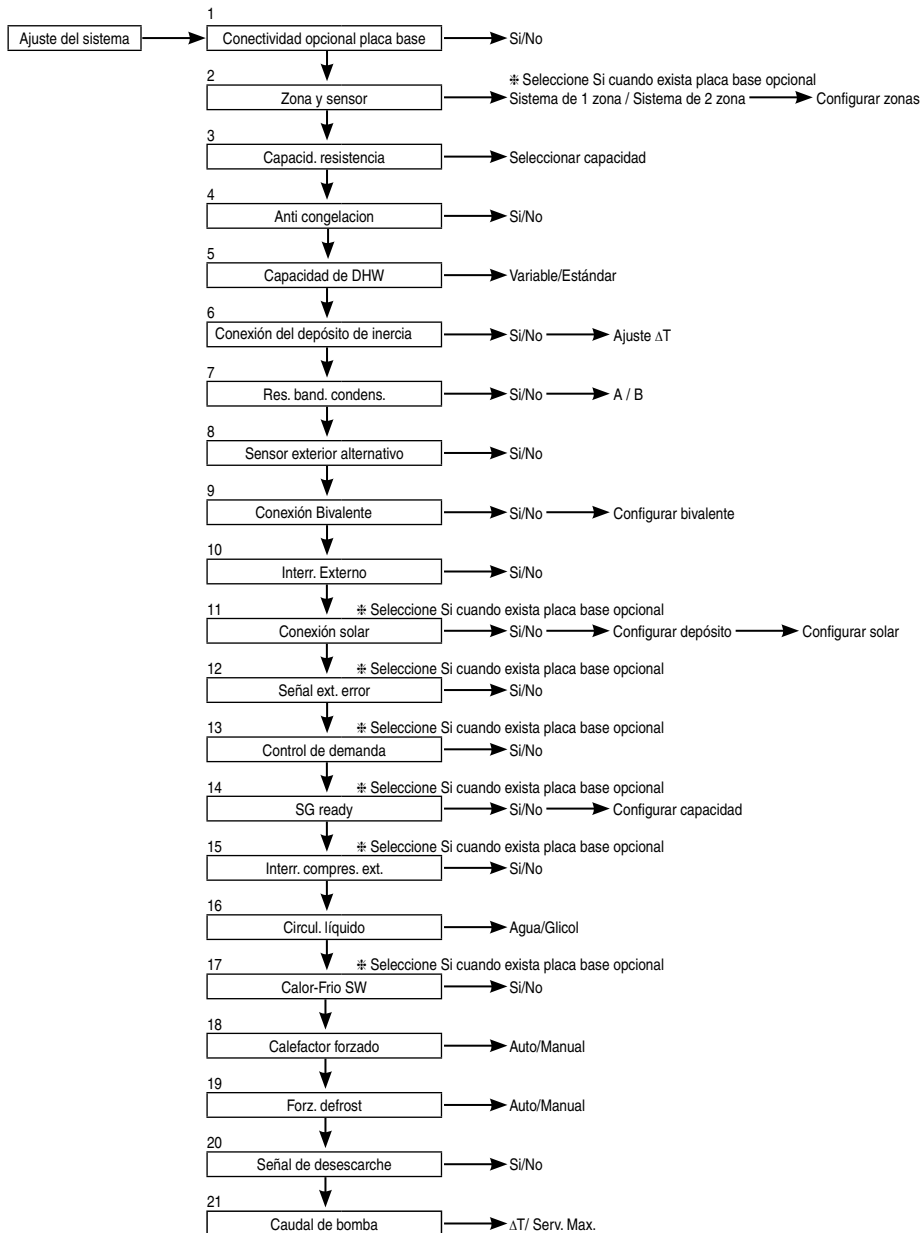 1
Ajuste del sistema Conectividad opcional placa base Si/No
2
❉ Seleccione Si cuando exista placa base opcional
Zona y sensor Sistema de 1 zona / Sistema de 2 zona Configurar zonas
3
Capacid. resistencia Seleccionar capacidad
4
Anti congelacion Si/No
5
Capacidad de DHW Variable/Estándar
6
Conexión del depósito de inercia Si/No Ajuste ΔT
7
Res. band. condens. Si/No A / B
8
Sensor exterior alternativo Si/No
9
Conexión Bivalente Si/No Configurar bivalente
10
Interr. Externo Si/No
11 ❉ Seleccione Si cuando exista placa base opcional
Conexión solar Si/No Configurar depósito Configurar solar
12 ❉ Seleccione Si cuando exista placa base opcional
Señal ext. error Si/No
13 ❉ Seleccione Si cuando exista placa base opcional
Control de demanda Si/No
14 ❉ Seleccione Si cuando exista placa base opcional
SG ready Si/No Configurar capacidad
15 ❉ Seleccione Si cuando exista placa base opcional
Interr. compres. ext. Si/No
16
Circul. líquido Agua/Glicol
17 ❉ Seleccione Si cuando exista placa base opcional
Calor-Frio SW Si/No
18
Calefactor forzado Auto/Manual
19
Forz. defrost Auto/Manual
20
Señal de desescarche Si/No
21
Caudal de bomba ΔT/ Serv. Max.